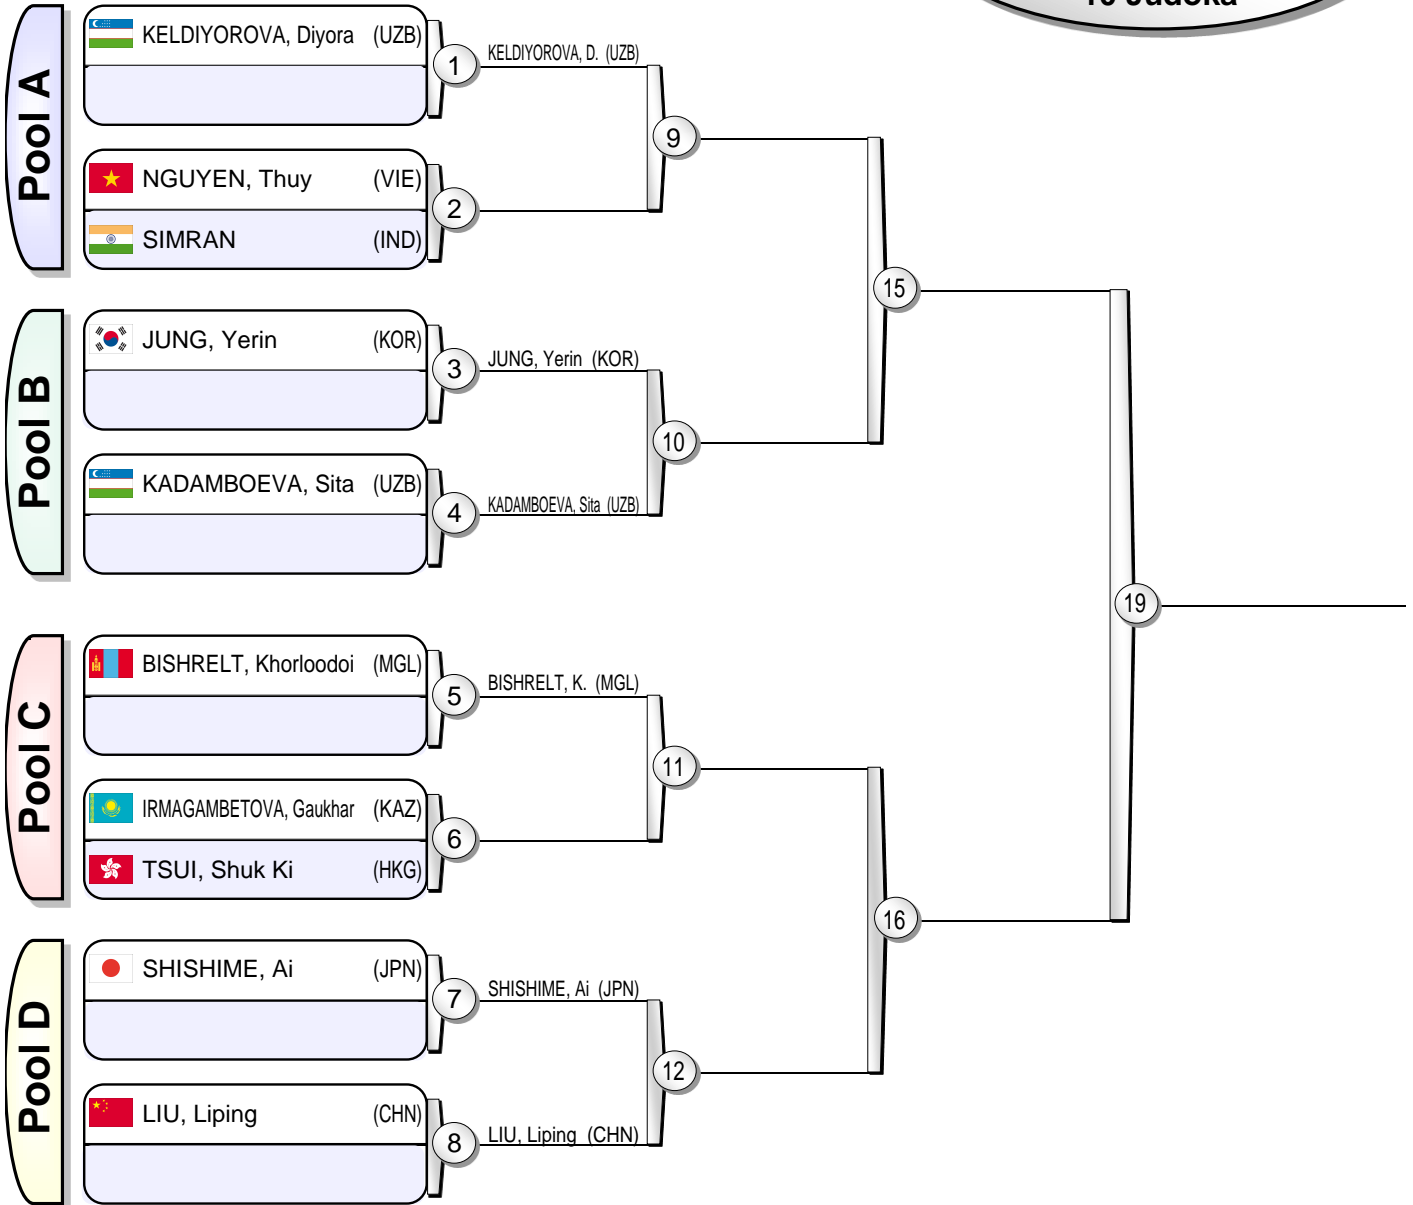 10 Judoka
Pool A
KELDIYOROVA, Diyora (UZB)
1
KELDIYOROVA, D. (UZB)
9
NGUYEN, Thuy (VIE)
2
SIMRAN (IND)
15
Pool B
JUNG, Yerin (KOR)
3
JUNG, Yerin (KOR)
10
KADAMBOEVA, Sita (UZB)
4
KADAMBOEVA, Sita (UZB)
19
Pool C
BISHRELT, Khorloodoi (MGL)
5
BISHRELT, K. (MGL)
11
IRMAGAMBETOVA, Gaukhar (KAZ)
6
TSUI, Shuk Ki (HKG)
16
Pool D
SHISHIME, Ai (JPN)
7
SHISHIME, Ai (JPN)
12
LIU, Liping (CHN)
8
LIU, Liping (CHN)